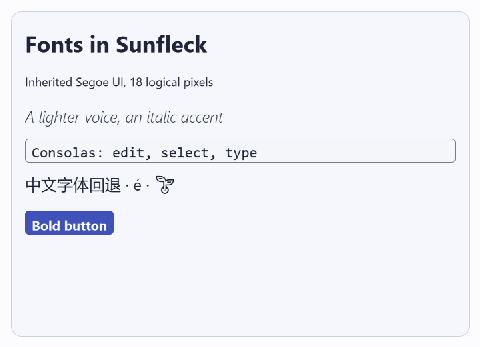 Fonts in Sunfleck
Inherited Segoe UI, 18 logical pixels
A lighter voice, an italic accent
Consolas: edit, select, type
中文字体回退 · é · 🌱
Bold button